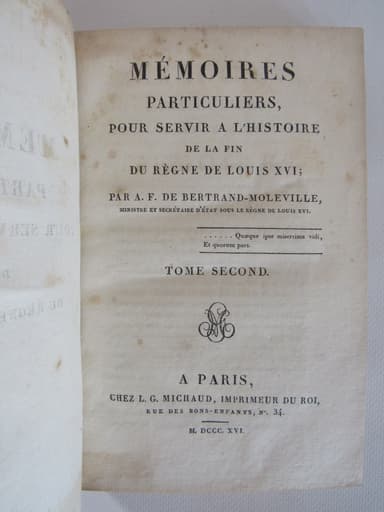 MÉMOIRES
PARTICULIERS,
POUR SERVIR A L'HISTOIRE
DE LA FIN
DU RÈGNE DE LOUIS XVI;
PAR A. F. DE BERTRAND-MOLEVILLE,
MINISTRE ET SECRÉTAIRE D'ÉTAT SOUS LE RÈGNE DE LOUIS XVI.
...... Quæque ipse miserrima vidi,
Et quorum pars.
TOME SECOND.
A PARIS,
CHEZ L. G. MICHAUD, IMPRIMEUR DU ROI,
RUE DES BONS-ENFANTS, N°. 34.
M. DCCC. XVI.